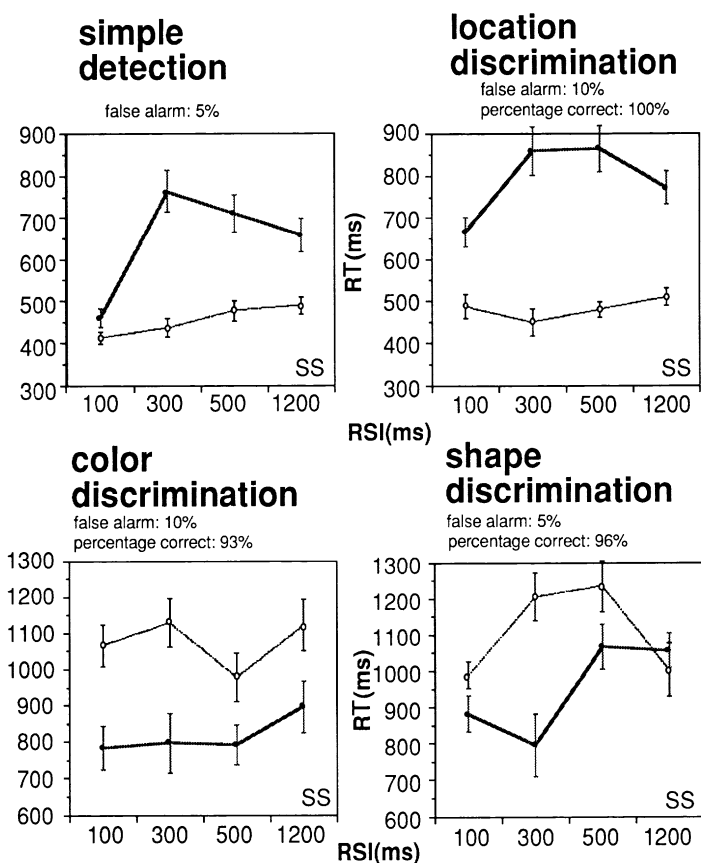 simple
detection
false alarm: 5%
900
800
700
600
500
400
300
SS
100 300 500 1200
location
discrimination
false alarm: 10%
percentage correct: 100%
900
800
700
600
500
400
300
RT(ms)
SS
100 300 500 1200
RSI(ms)
color
discrimination
false alarm: 10%
percentage correct: 93%
1300
1200
1100
1000
900
800
700
600
SS
100 300 500 1200
shape
discrimination
false alarm: 5%
percentage correct: 96%
1300
1200
1100
1000
900
800
700
600
RT(ms)
SS
100 300 500 1200
RSI(ms)